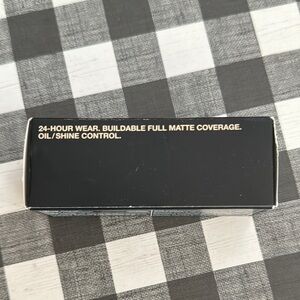 24-HOUR WEAR. BUILDABLE FULL MATTE COVERAGE.
OIL/SHINE CONTROL.